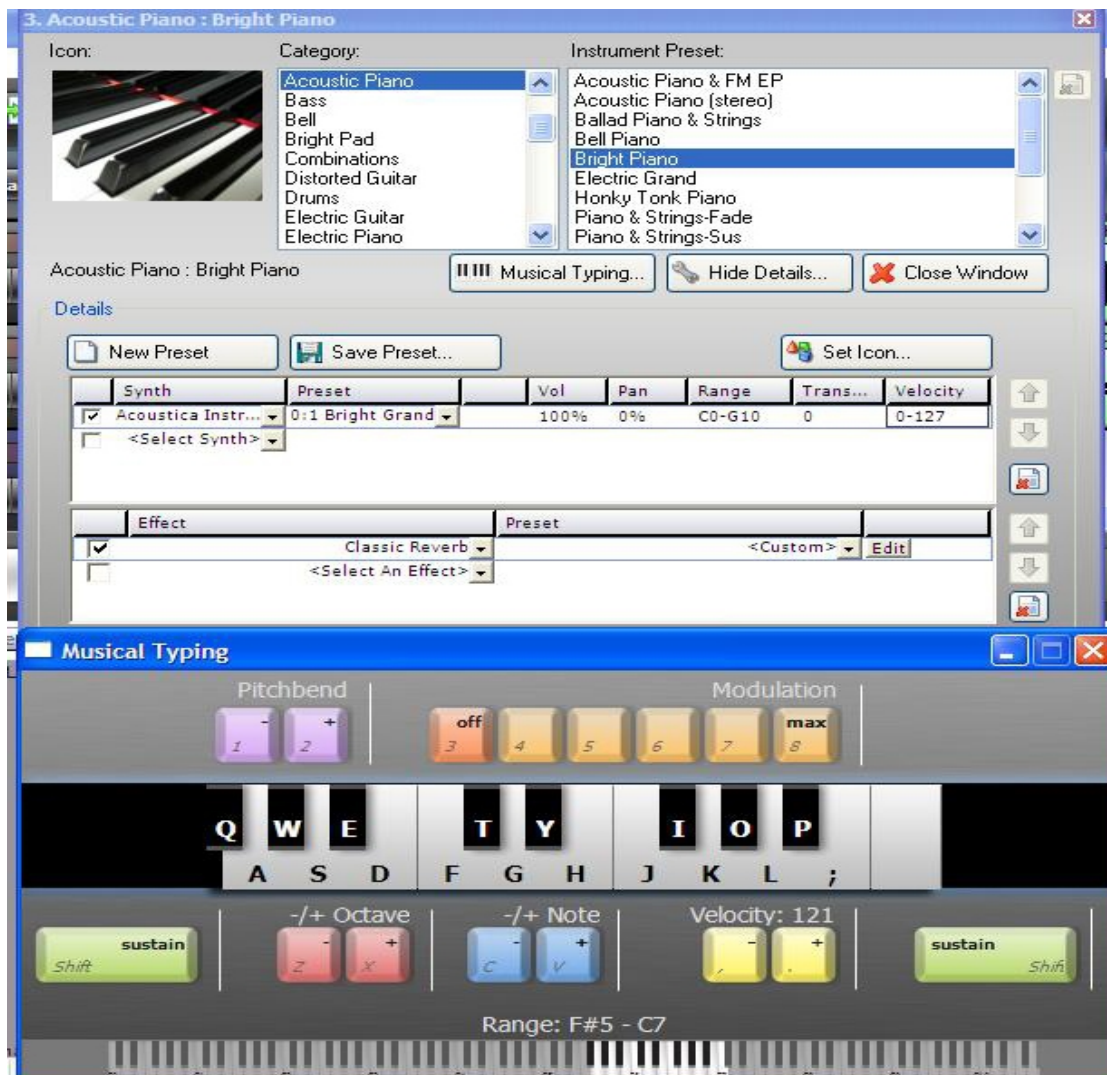 3. Acoustic Piano : Bright Piano
Icon:
Category:
Instrument Preset:
Acoustic Piano
Bass
Bell
Bright Pad
Combinations
Distorted Guitar
Drums
Electric Guitar
Electric Piano
Acoustic Piano & FM EP
Acoustic Piano (stereo)
Ballad Piano & Strings
Bell Piano
Bright Piano
Electric Grand
Honky Tonk Piano
Piano & Strings-Fade
Piano & Strings-Sus
Acoustic Piano : Bright Piano
Musical Typing...
Hide Details...
Close Window
Details
New Preset
Save Preset...
Set Icon...
Synth Preset Vol Pan Range Trans... Velocity
Acoustica Instr... 0:1 Bright Grand 100% 0% C0-G10 0 0-127
<Select Synth>
Effect Preset
Classic Reverb <Custom> Edit
<Select An Effect>
Musical Typing
Pitchbend Modulation
- + off max
1 2 3 4 5 6 7 8
Q W E T Y I O P
A S D F G H J K L ;
-/+ Octave -/+ Note Velocity: 121
sustain - + - + - + sustain
Shift Z X C V , . Shift
Range: F#5 - C7